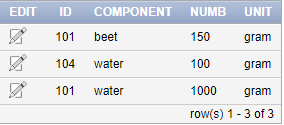 EDIT ID COMPONENT NUMB UNIT
101 beet 150 gram
104 water 100 gram
101 water 1000 gram
row(s) 1 - 3 of 3